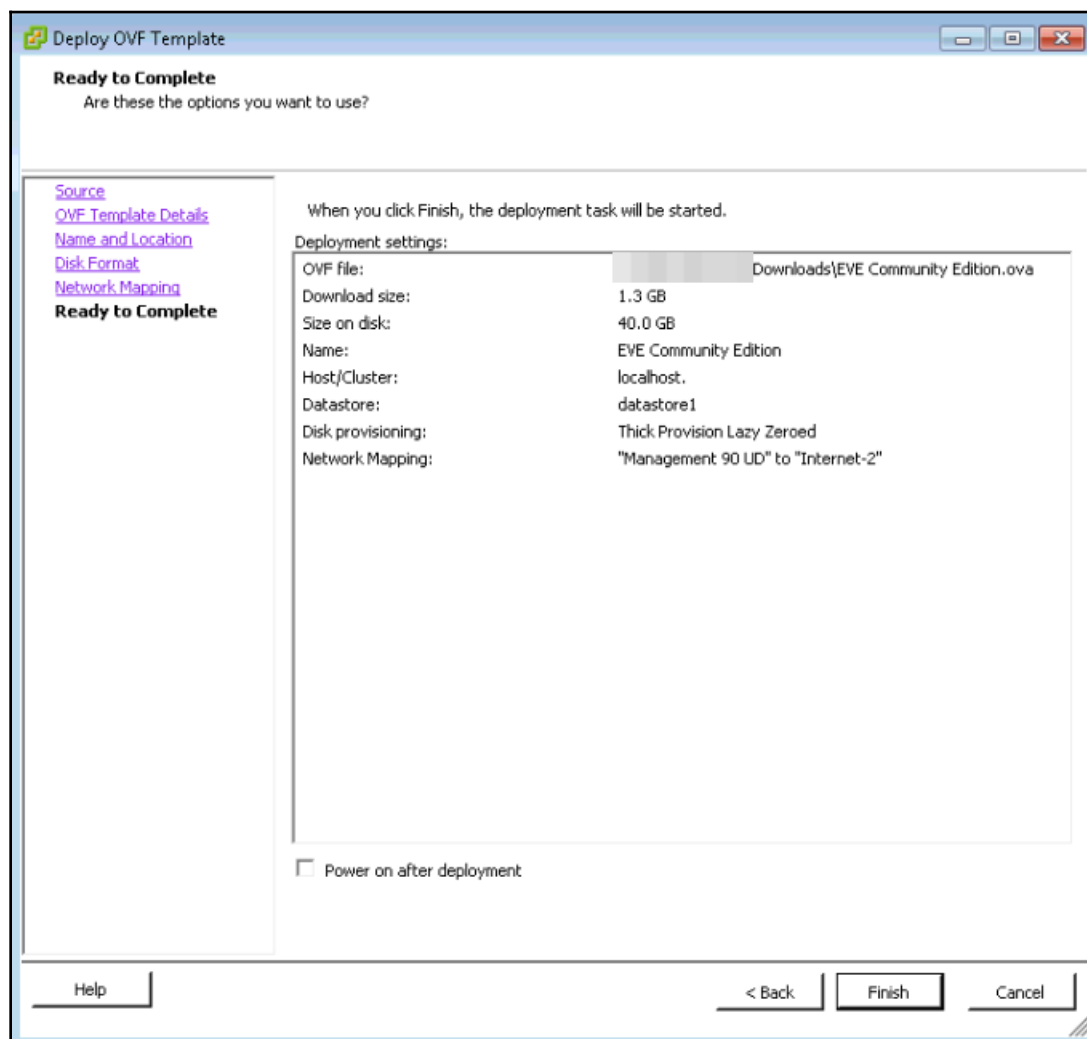 Deploy OVF Template
Ready to Complete
Are these the options you want to use?
Source
OVF Template Details
Name and Location
Disk Format
Network Mapping
Ready to Complete
When you click Finish, the deployment task will be started.
Deployment settings:
OVF file: Downloads\EVE Community Edition.ova
Download size: 1.3 GB
Size on disk: 40.0 GB
Name: EVE Community Edition
Host/Cluster: localhost.
Datastore: datastore1
Disk provisioning: Thick Provision Lazy Zeroed
Network Mapping: "Management 90 UD" to "Internet-2"
Power on after deployment
Help < Back Finish Cancel